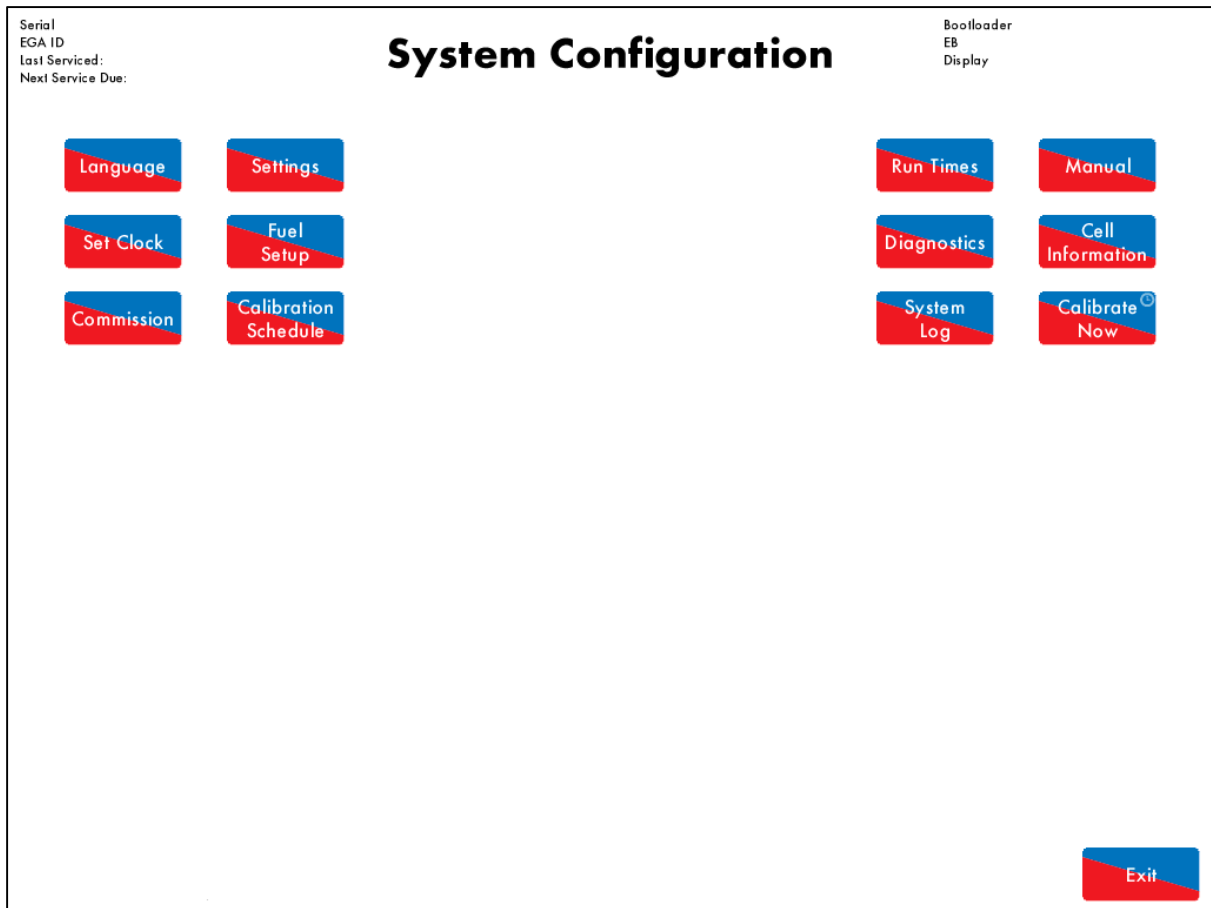 Serial
EGA ID
Last Serviced:
Next Service Due:
System Configuration
Bootloader
EB
Display
Language
Settings
Run Times
Manual
Set Clock
Fuel
Setup
Diagnostics
Cell
Information
Commission
Calibration
Schedule
System
Log
Calibrate
Now
Exit